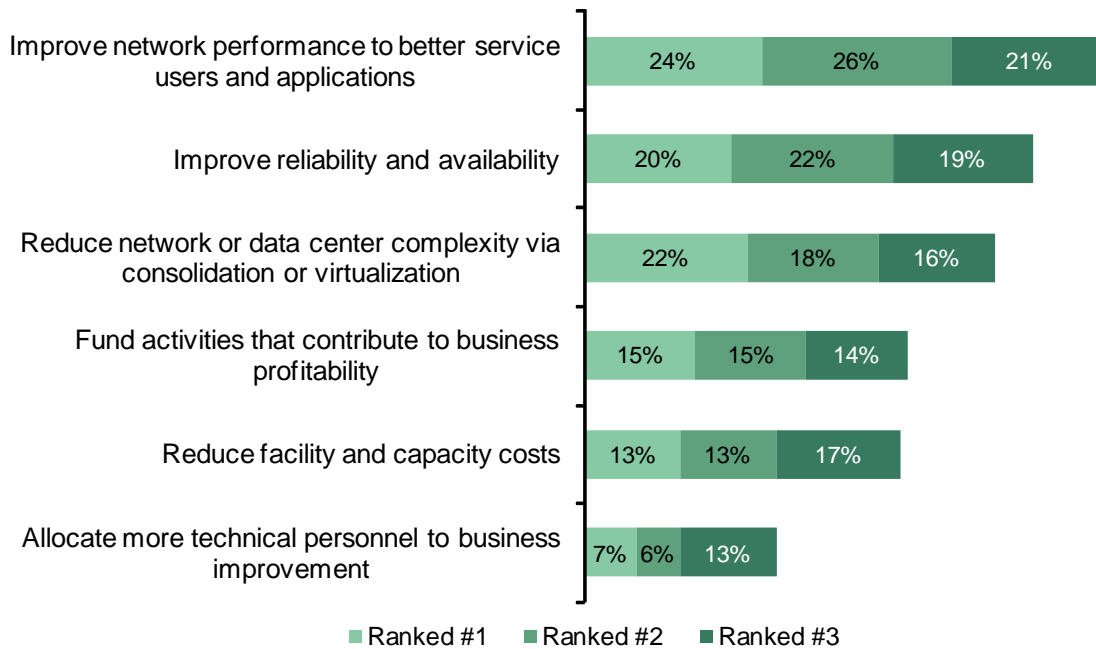 Improve network performance to better service
users and applications
24% 26% 21%
Improve reliability and availability
20% 22% 19%
Reduce network or data center complexity via
consolidation or virtualization
22% 18% 16%
Fund activities that contribute to business
profitability
15% 15% 14%
Reduce facility and capacity costs
13% 13% 17%
Allocate more technical personnel to business
improvement
7% 6% 13%
Ranked #1 Ranked #2 Ranked #3